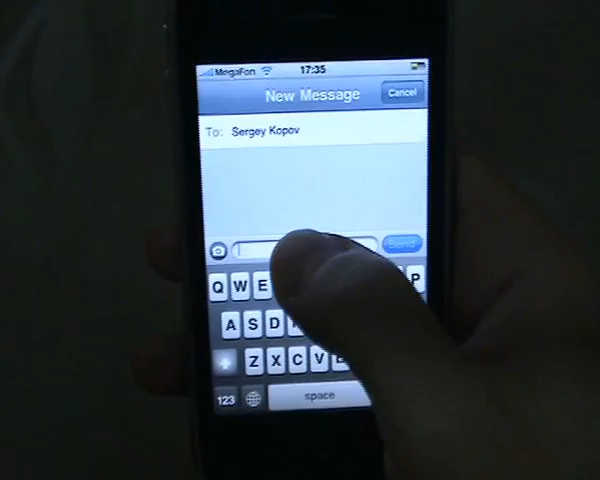 MegaFon 17:35
New Message Cancel
To: Sergey Kopov
Send
Q W E P
A S D
Z X C V
123 space